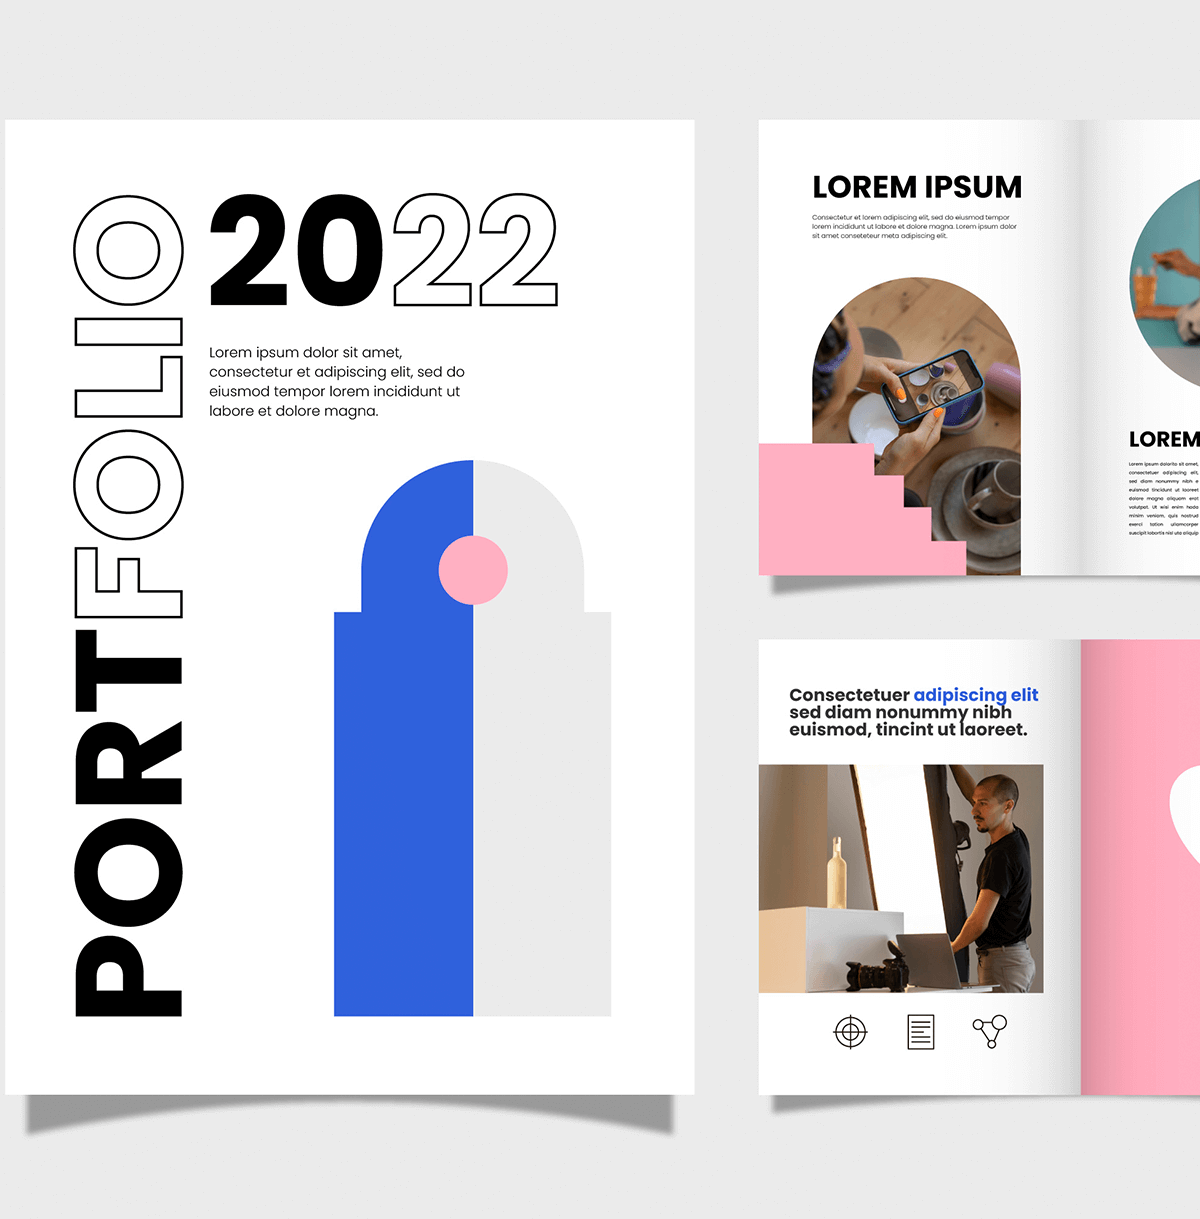 PORTFOLIO
2022
Lorem ipsum dolor sit amet,
consectetur et adipiscing elit, sed do
eiusmod tempor lorem incididunt ut
labore et dolore magna.
LOREM IPSUM
Consectetur et lorem adipiscing elit, sed do eiusmod tempor
lorem incididunt ut labore et dolore magna. Lorem ipsum dolor
sit amet conseteteur meta adipiscing elit.
LOREM
Lorem ipsum dolorito sit amet,
consectetuer adipiscing elit,
sed diam nonummy nibh e
euismod tincidunt ut laoreet
dolore magna aliquam erat
volutpat. Ut wisi enim hada
minim veniam, quis nostrud
exerci tation ullamcorper
suscipit lobortis nisl ute aliquip
Consectetuer adipiscing elit
sed diam nonummy nibh
euismod, tincint ut laoreet.